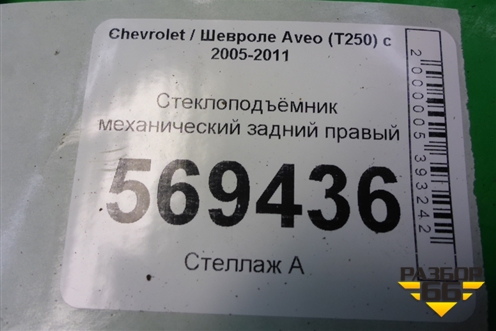 Chevrolet / Шевроле Aveo (T250) с
2005-2011
Стеклоподъёмник
механический задний правый
569436
Стеллаж А
2000005393242
РАЗБОР
66